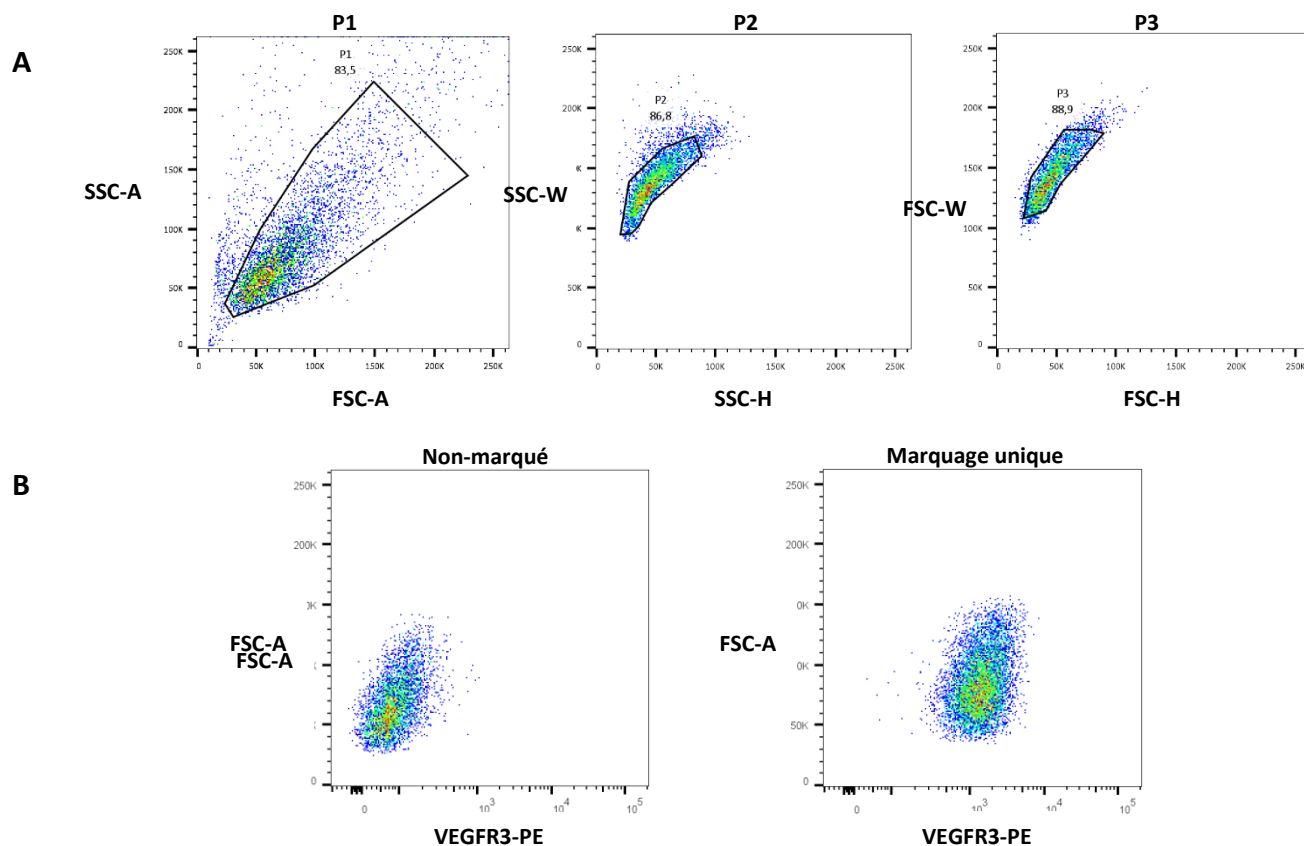 A
P1
P2
P3
P1
83,5
P2
86,8
P3
88,9
SSC-A
250K
200K
150K
100K
50K
0
0 50K 100K 150K 200K 250K
FSC-A
SSC-W
250K
200K
K
K
50K
0
0 50K 100K 150K 200K 250K
SSC-H
FSC-W
250K
200K
150K
100K
50K
0
0 50K 100K 150K 200K 250K
FSC-H
B
Non-marqué
FSC-A
FSC-A
250K
200K
0
0 10³ 10⁴ 10⁵
VEGFR3-PE
Marquage unique
FSC-A
250K
200K
0K
0K
50K
0
0 10³ 10⁴ 10⁵
VEGFR3-PE